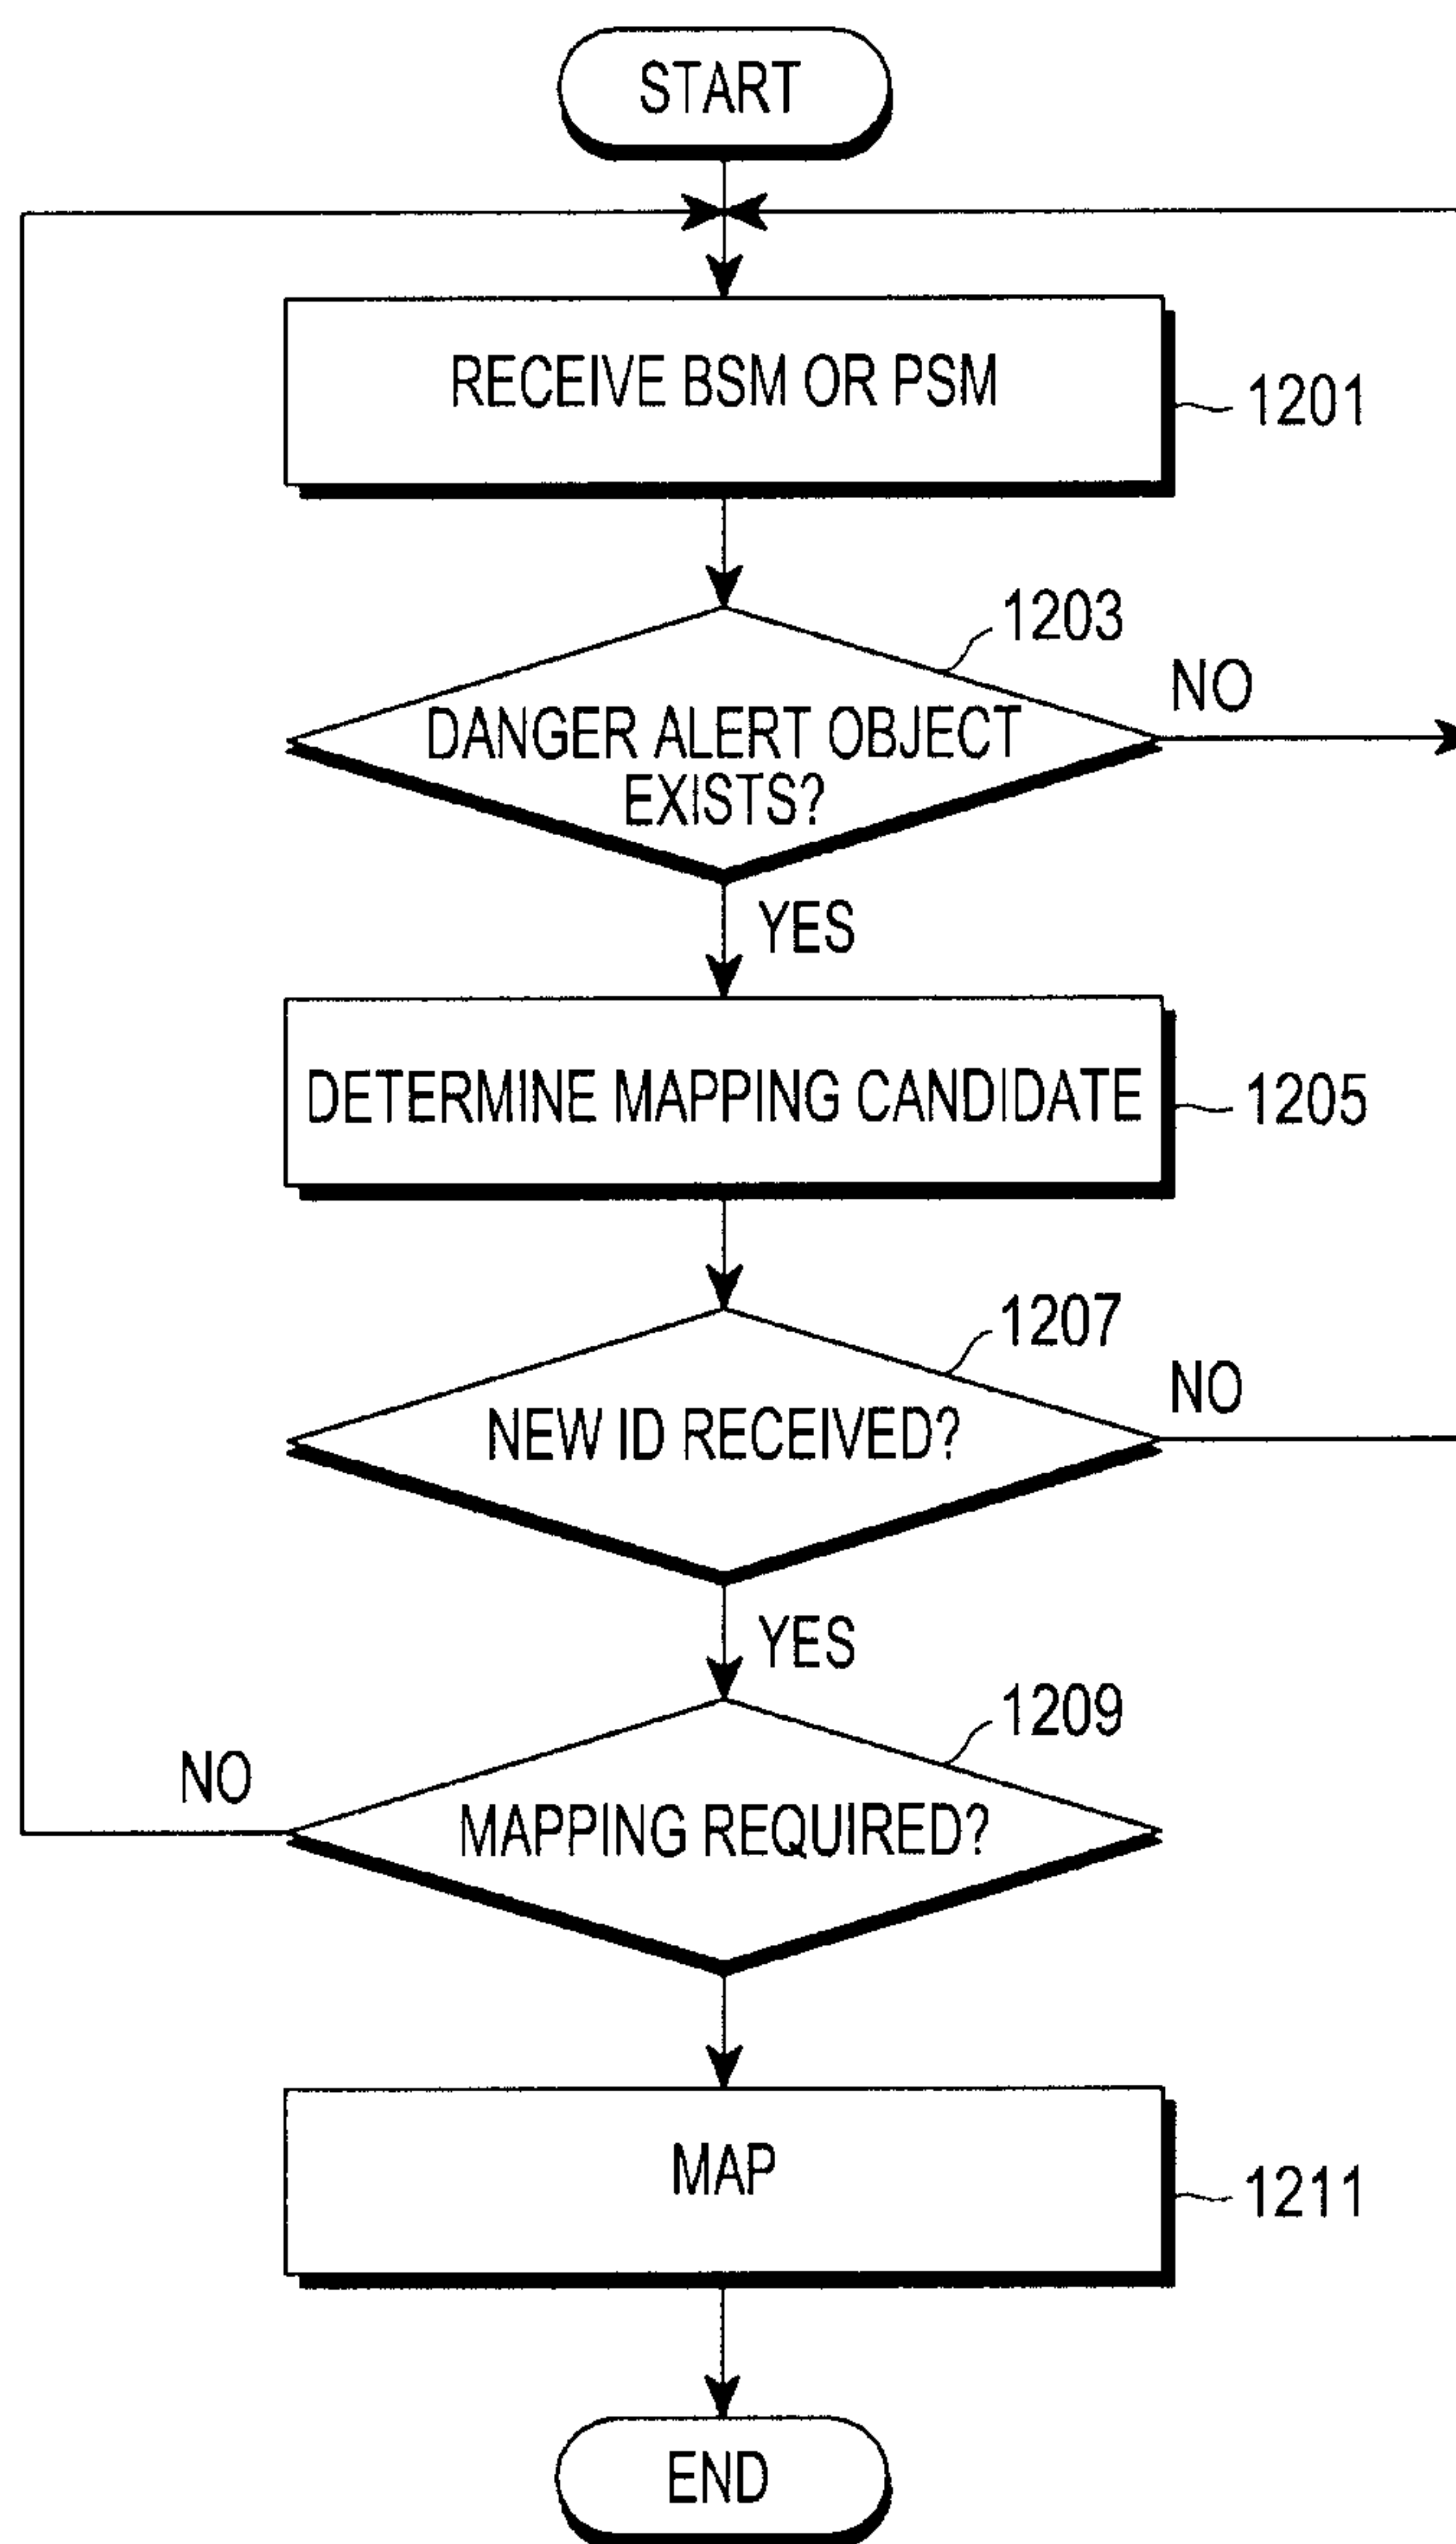 START
RECEIVE BSM OR PSM
1201
1203
NO
DANGER ALERT OBJECT
EXISTS?
YES
DETERMINE MAPPING CANDIDATE
1205
1207
NO
NEW ID RECEIVED?
YES
1209
NO
MAPPING REQUIRED?
MAP
1211
END